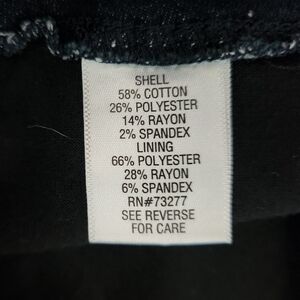 SHELL
58% COTTON
26% POLYESTER
14% RAYON
2% SPANDEX
LINING
66% POLYESTER
28% RAYON
6% SPANDEX
RN#73277
SEE REVERSE
FOR CARE